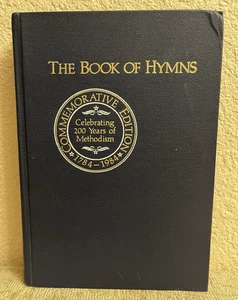 THE BOOK OF HYMNS
COMMEMORATIVE EDITION
Celebrating
200 Years of
Methodism
1784-1984